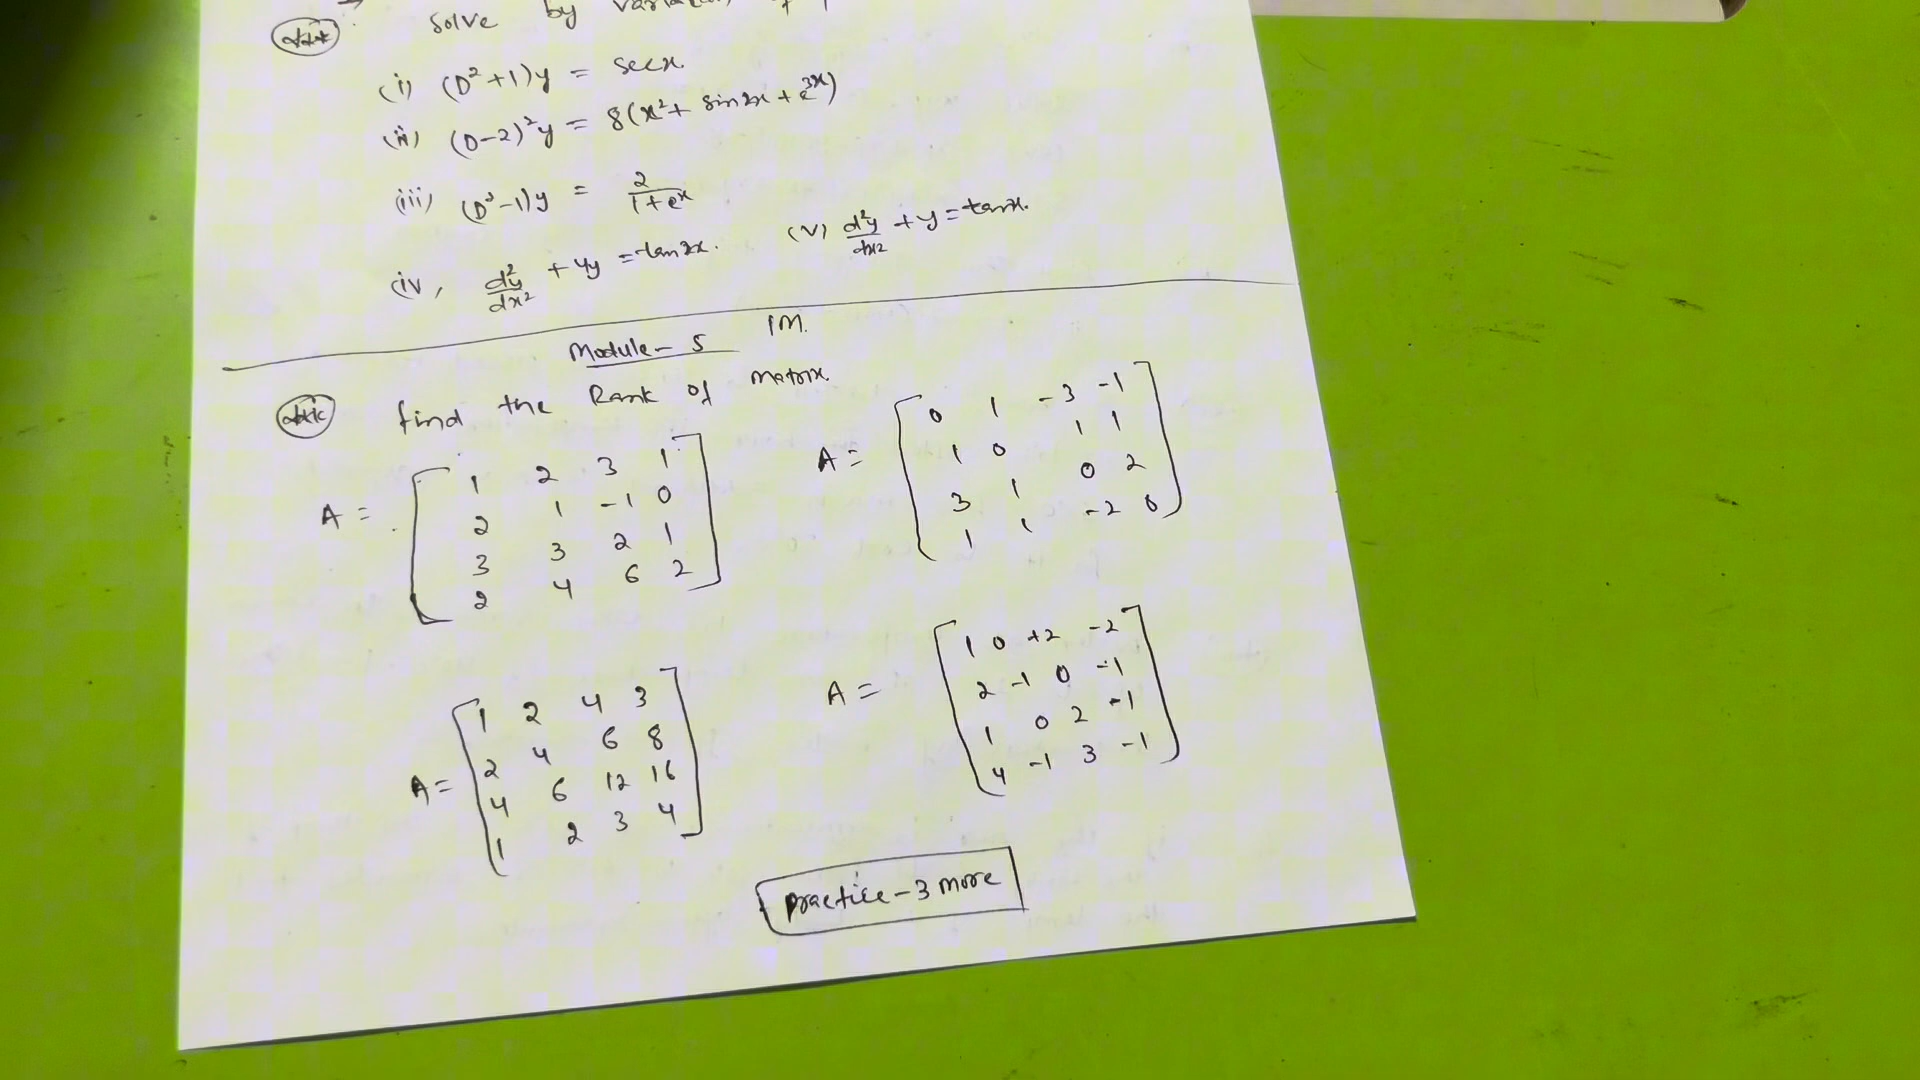 solve by
(i) (D²+1)y = secx.
(ii) (D-2)²y = 8(x²+ sin2x + e³ˣ)
(iii) (D²-1)y = 2/(1+eˣ)
(iv) d²y/dx² + 4y = tan2x. (v) d²y/dx² + y = tanx.
Module-5 1M.
find the Rank of matrix.
A = [1 2 3 1
2 1 -1 0
3 3 2 1
2 4 6 2]
A = [0 1 -3 -1
1 0 1 1
3 1 0 2
1 1 -2 0]
A = [1 2 4 3
2 4 6 8
4 6 12 16
1 2 3 4]
A = [1 0 +2 -2
2 -1 0 -1
1 0 2 -1
4 -1 3 -1]
practice-3 more